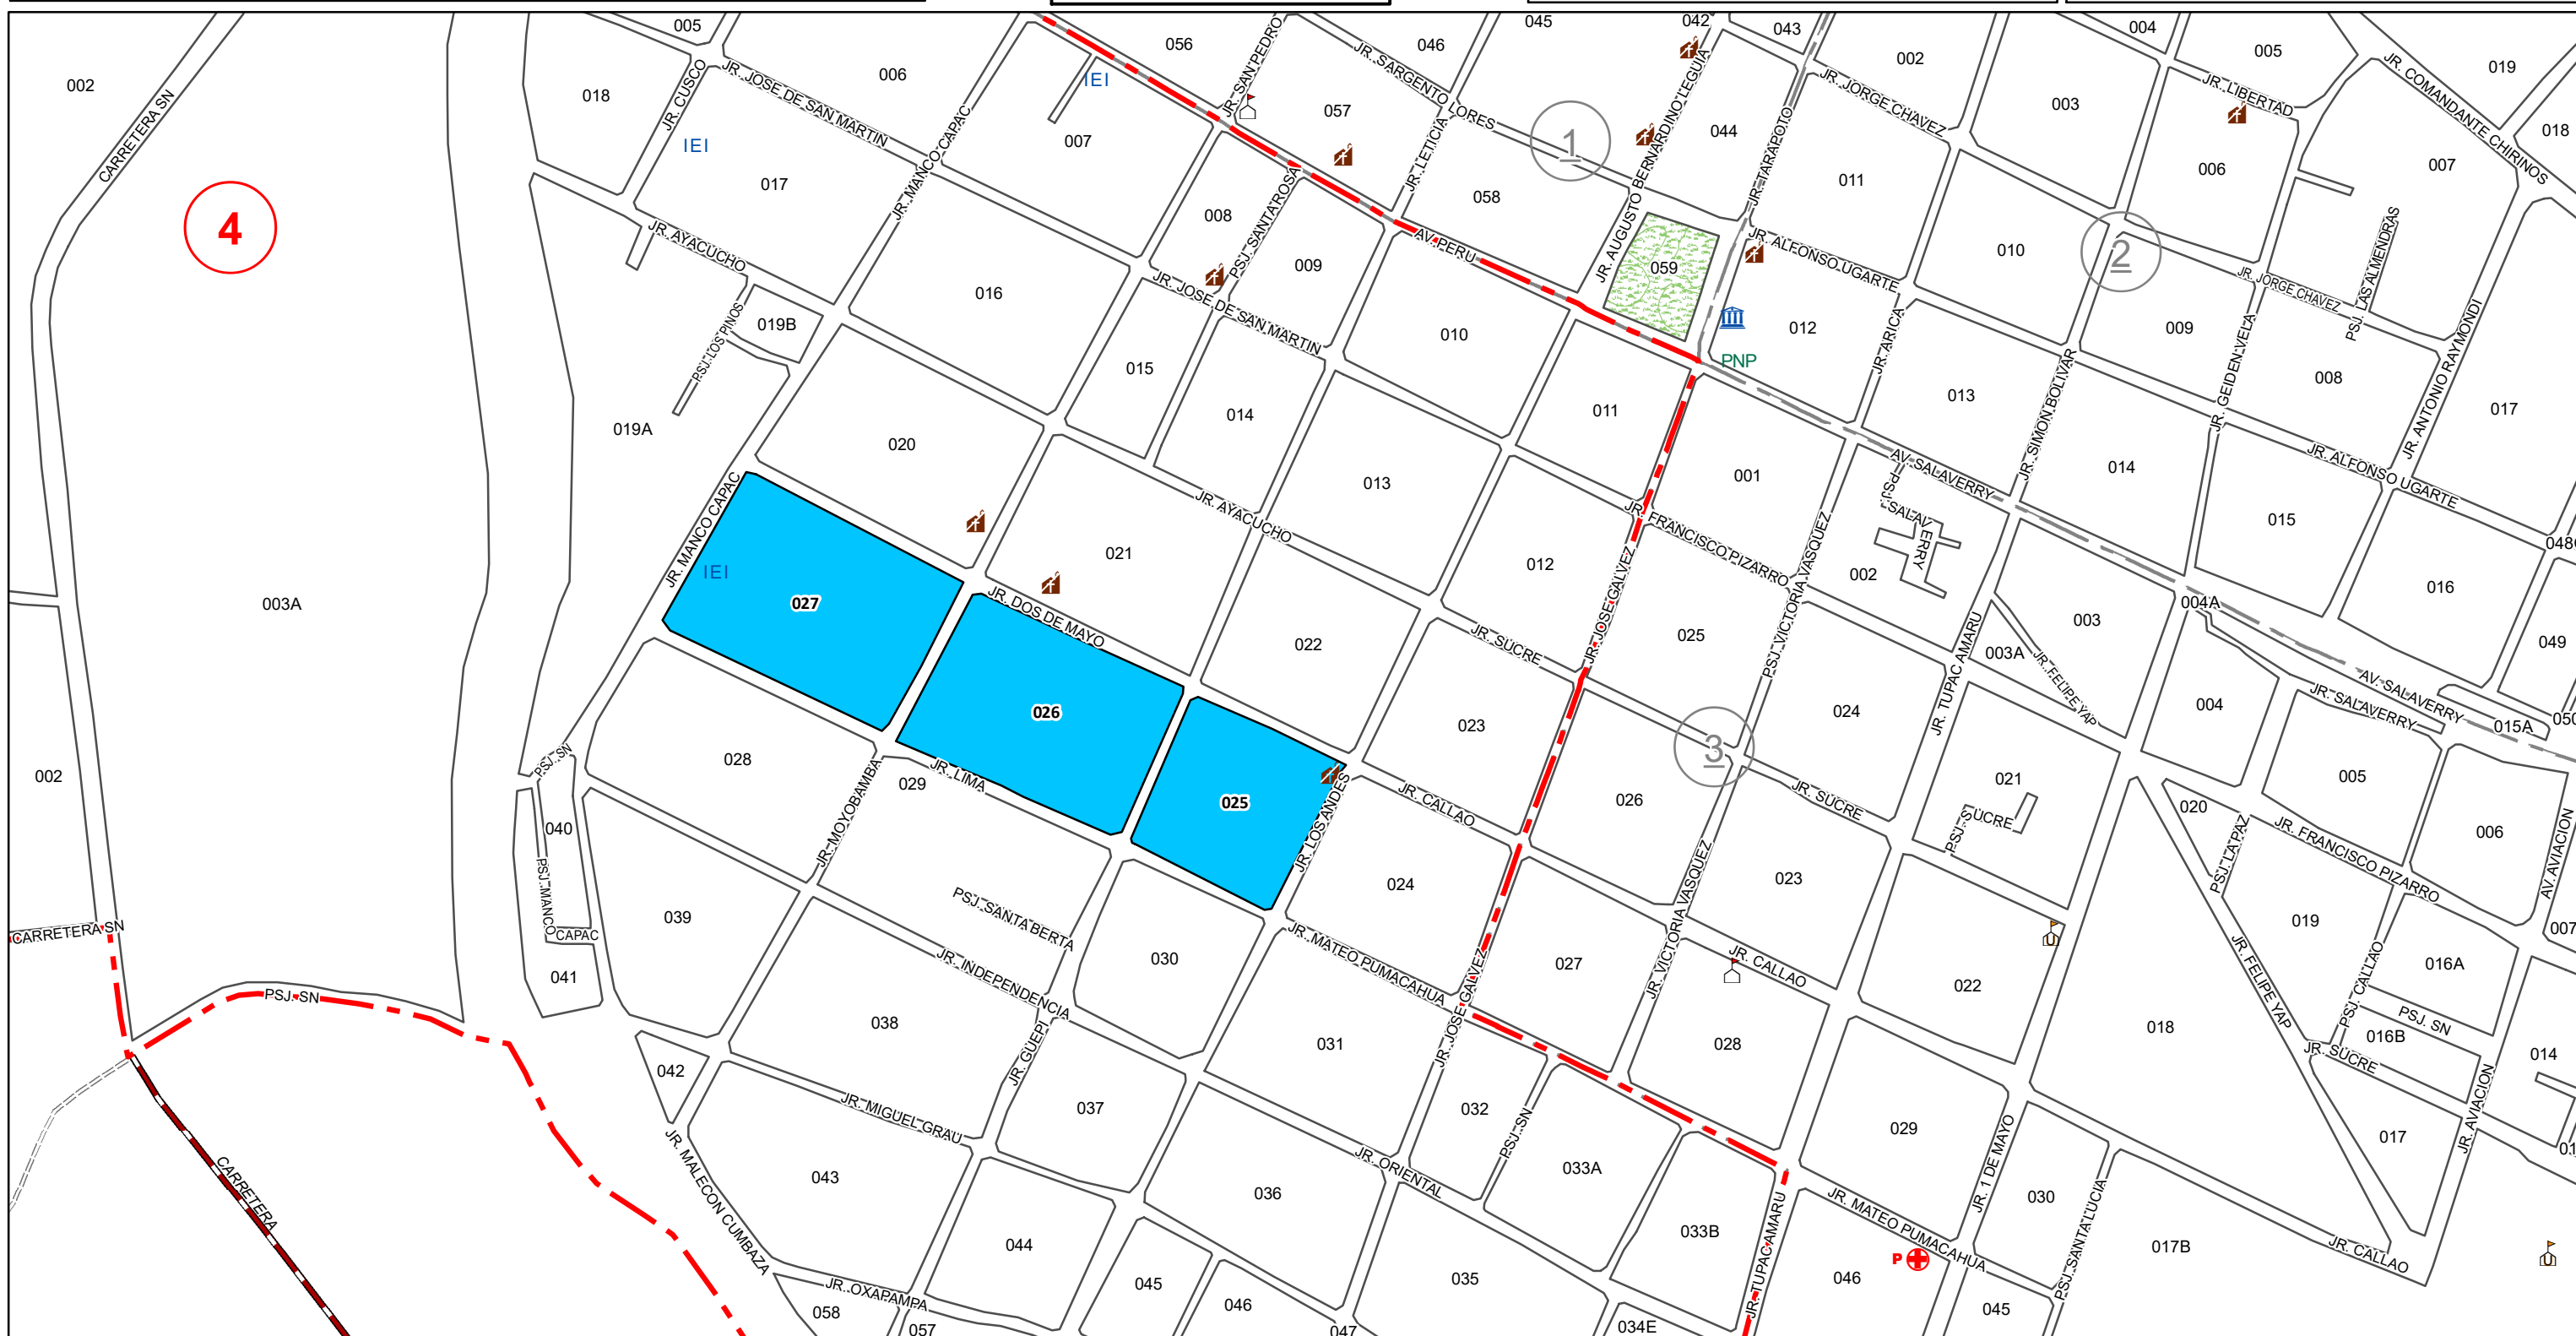 005
056
045
042
043
004
005
046
006
002
019
002
018
JR. CUSCO
JR. JOSE DE SAN MARTIN
IEI
JR. SAN PEDRO
057
JR. SARGENTO LORES
JR. AUGUSTO BERNARDINO LEGUIA
044
JR. JORGE CHAVEZ
003
JR. LIBERTAD
JR. COMANDANTE CHIRINOS
018
CARRETERA SN
IEI
017
JR. MANCO CAPAC
007
JR. LETICIA
1
JR. TARAPOTO
011
006
007
4
JR. AYACUCHO
008
PSJ. SANTA ROSA
058
AV. PERU
059
JR. ALFONSO UGARTE
010
2
JR. JORGE CHAVEZ
PSJ. LAS ALMENDRAS
016
009
JR. JOSE DE SAN MARTIN
019B
PSJ. LOS PINOS
010
012
PNP
JR. ARICA
009
JR. GEIDEN VELA
JR. ANTONIO RAYMONDI
015
014
011
013
JR. SIMON BOLIVAR
008
017
019A
020
013
001
AV. SALAVERRY
014
JR. ALFONSO UGARTE
JR. AYACUCHO
JR. FRANCISCO PIZARRO
PSJ. SALAVERRY
015
JR. MANCO CAPAC
IEI
021
012
JR. JOSE GALVEZ
PSJ. VICTORIA VASQUEZ
002
016
003A
027
JR. DOS DE MAYO
022
JR. SUCRE
025
003A
003
004A
049
026
023
024
JR. TUPAC AMARU
JR. FELIPE YAP
004
JR. SALAVERRY
AV. SALAVERRY
015A
002
028
PSJ. SN
029
JR. LIMA
025
JR. CALLAO
3
026
JR. SUCRE
021
PSJ. SUCRE
005
006
020
040
JR. MOYOBAMBA
JR. LOS ANDES
024
JR. VICTORIA VASQUEZ
023
PSJ. LA PAZ
JR. FRANCISCO PIZARRO
AV. AVIACION
PSJ. MANCO CAPAC
039
PSJ. SANTA BERTA
019
007
CARRETERA SN
041
JR. INDEPENDENCIA
030
JR. MATEO PUMACAHUA
JR. JOSE GALVEZ
027
JR. CALLAO
022
JR. FELIPE YAP
PSJ. CALLAO
016A
PSJ. SN
038
JR. GUEPI
031
028
018
PSJ. SN
016B
JR. SUCRE
014
042
JR. MIGUEL GRAU
037
032
PSJ. SN
029
JR. 1 DE MAYO
017
JR. AVIACION
JR. MALECON CUMBAZA
043
036
JR. ORIENTAL
033A
030
PSJ. SANTA LUCIA
CARRETERA
044
033B
JR. TUPAC AMARU
JR. MATEO PUMACAHUA
017B
JR. CALLAO
JR. OXAPAMPA
045
035
P
046
058
057
046
047
034E
045